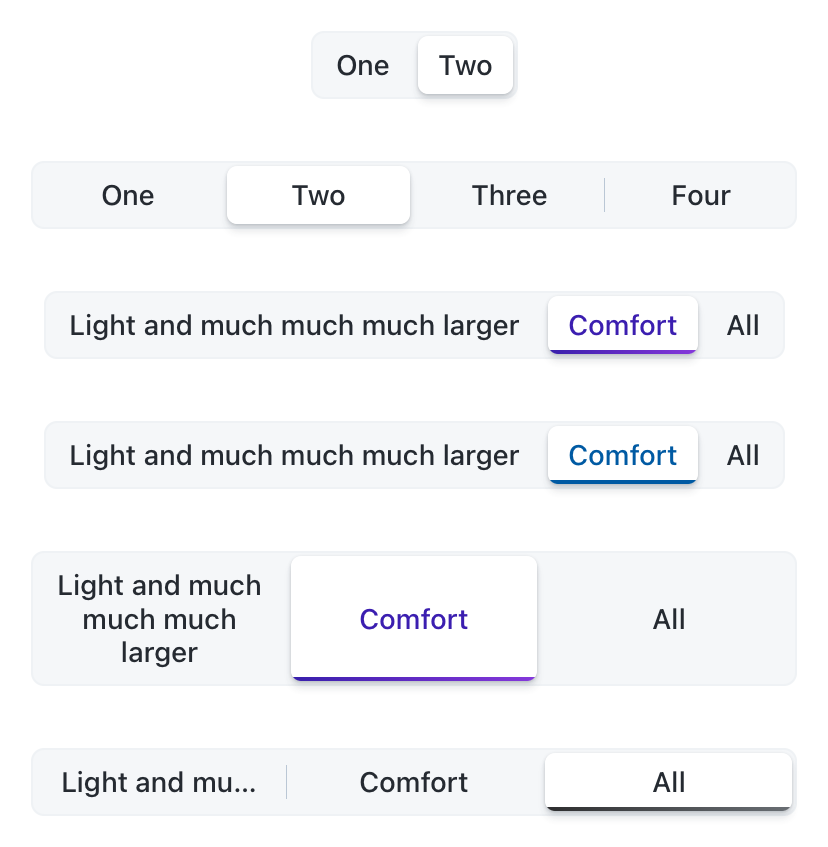 One Two
One Two Three Four
Light and much much much larger Comfort All
Light and much much much larger Comfort All
Light and much
much much
larger
Comfort
All
Light and mu... Comfort All